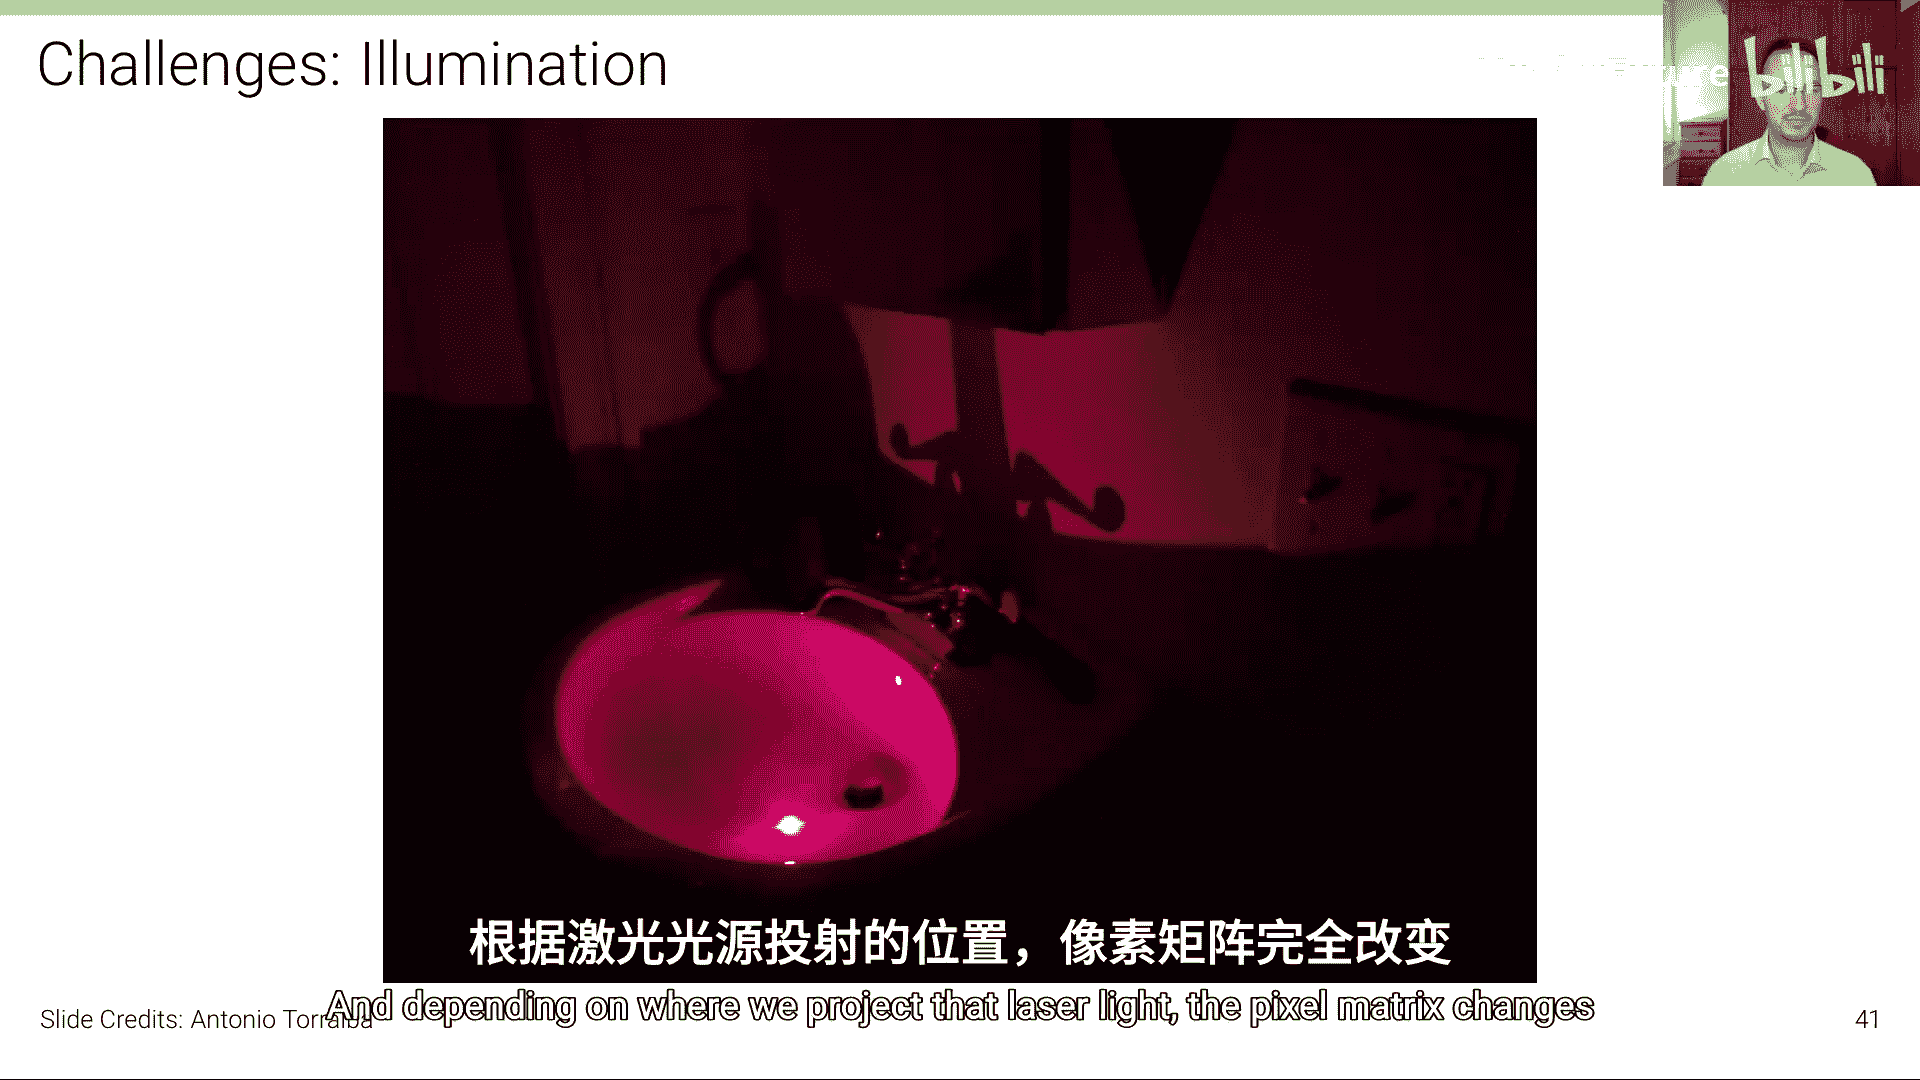 Challenges: Illumination
bilibili
根据激光光源投射的位置，像素矩阵完全改变
And depending on where we project that laser light, the pixel matrix changes
Slide Credits: Antonio Torralba
41